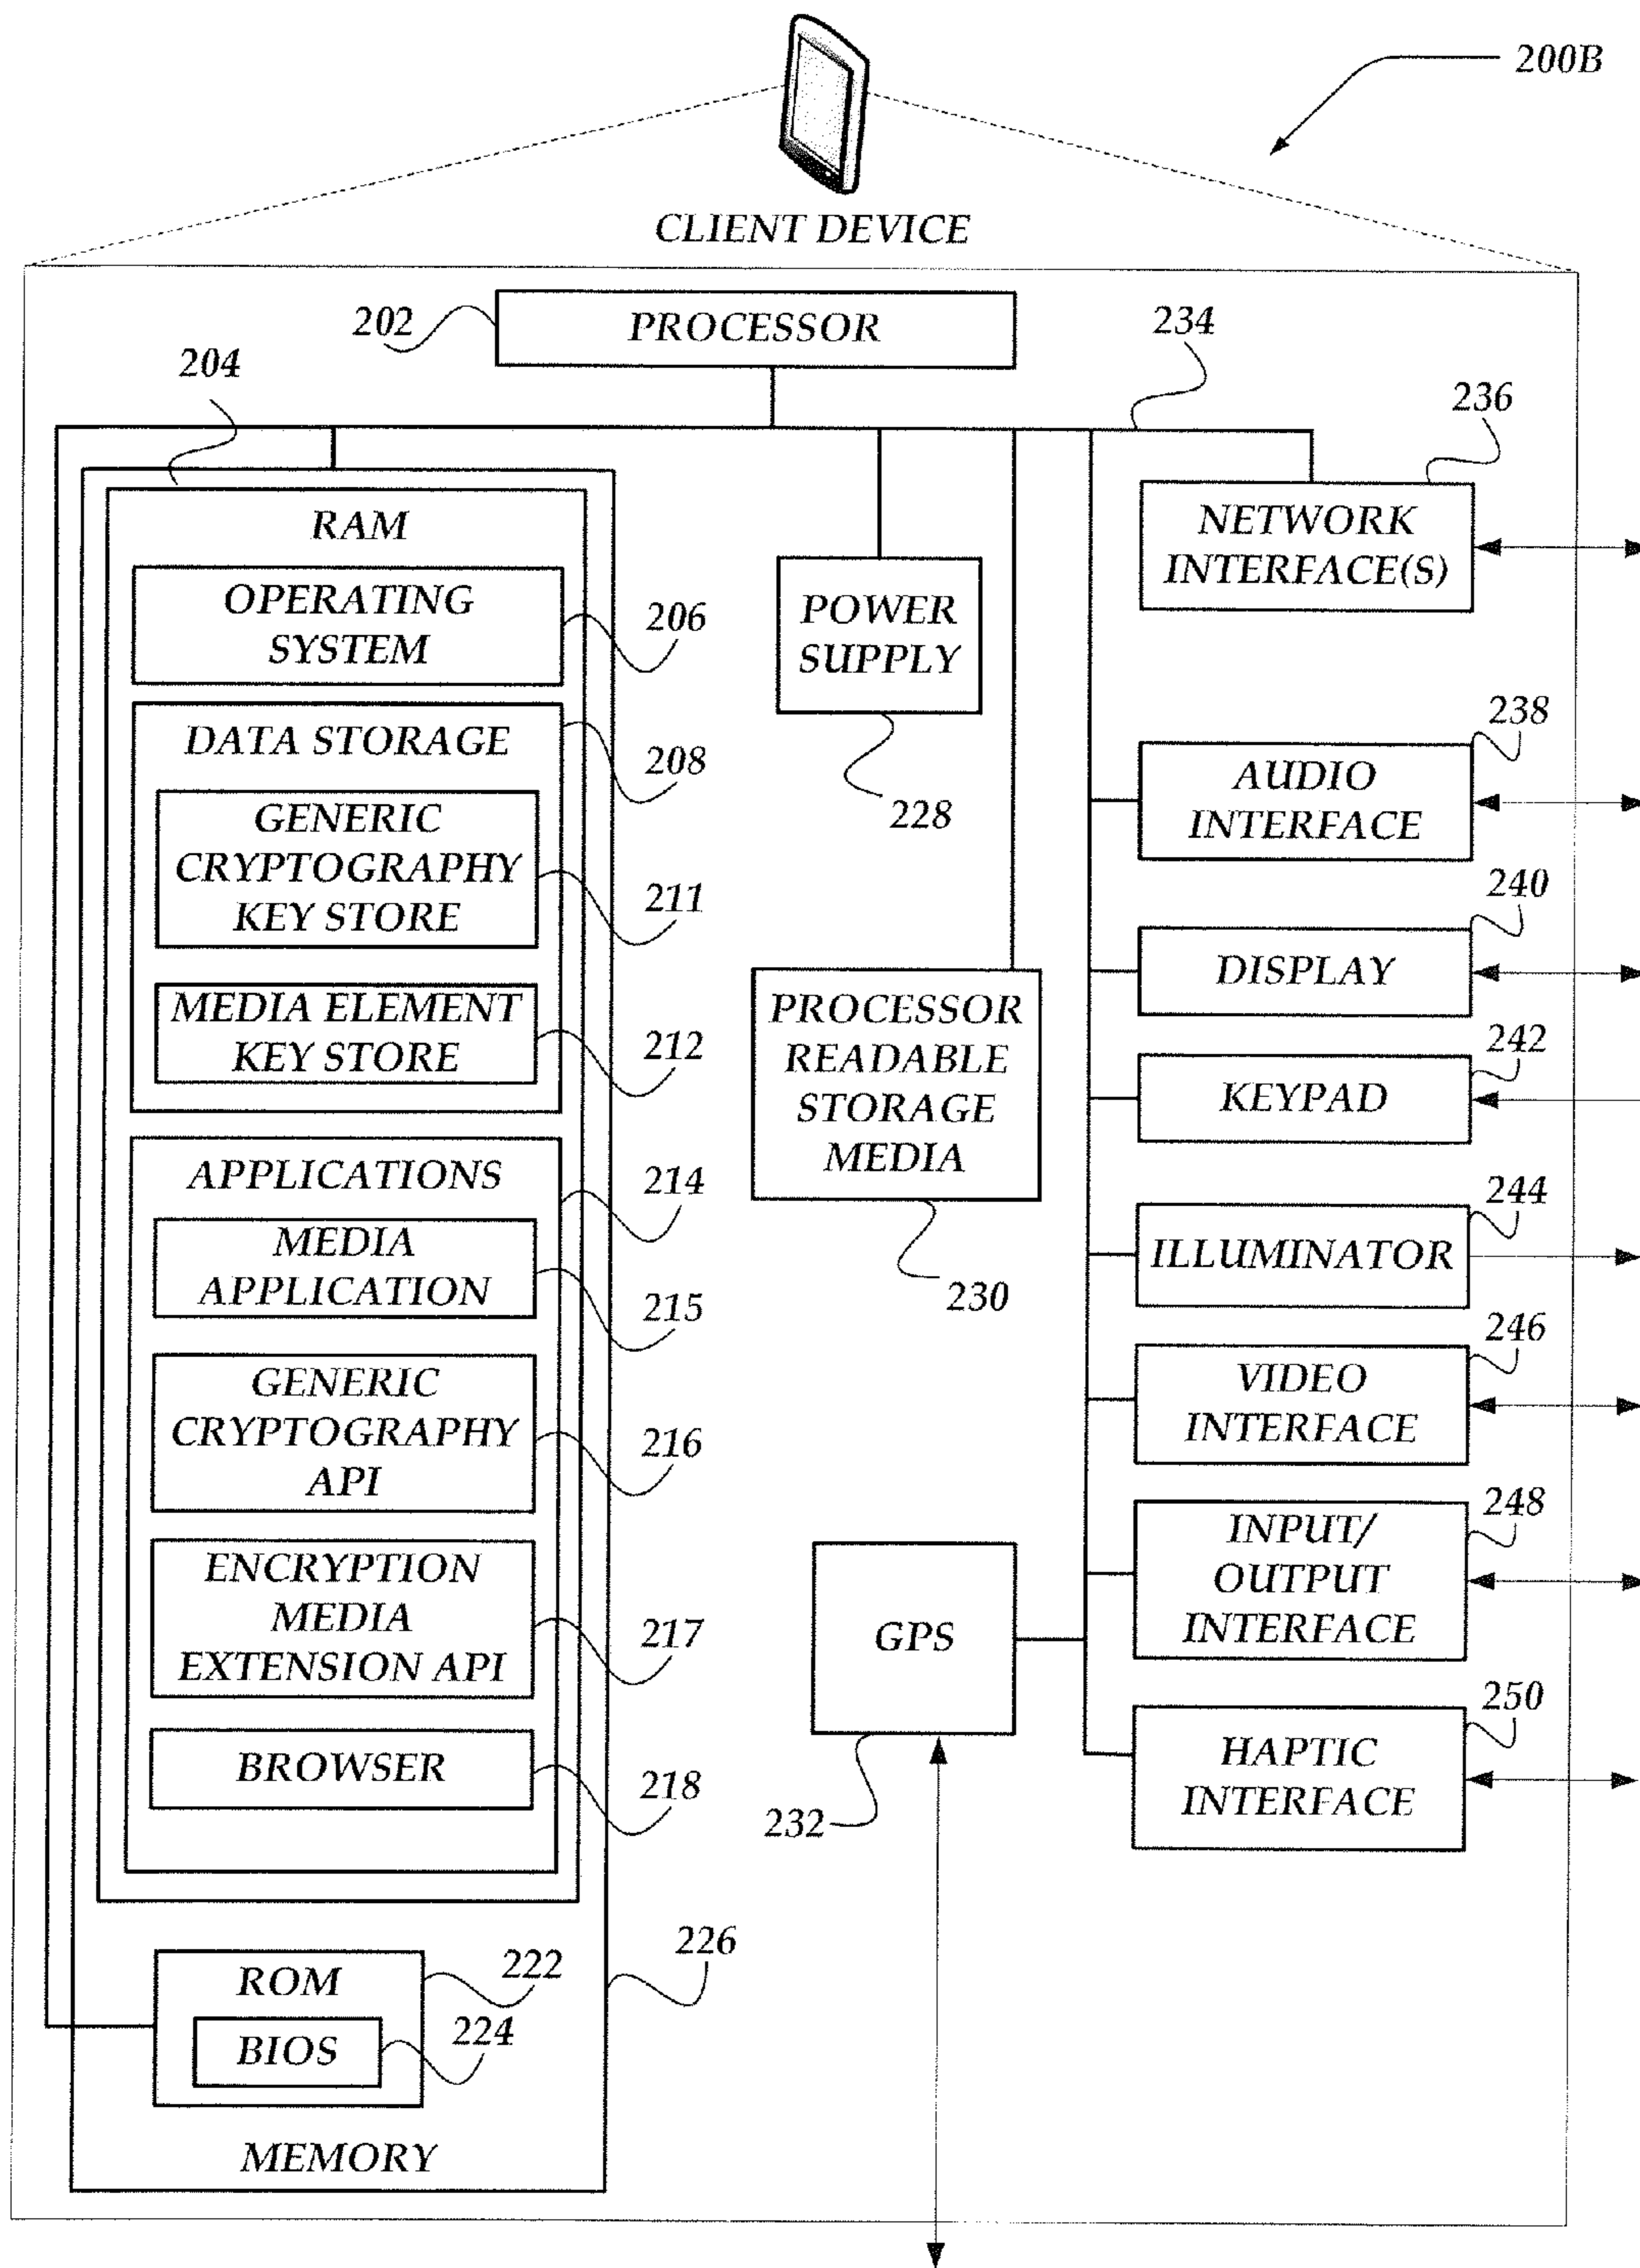 200B
CLIENT DEVICE
202
PROCESSOR
234
204
236
RAM
NETWORK
INTERFACE(S)
OPERATING
SYSTEM
206
POWER
SUPPLY
228
DATA STORAGE
208
238
AUDIO
INTERFACE
GENERIC
CRYPTOGRAPHY
KEY STORE
211
240
DISPLAY
MEDIA ELEMENT
KEY STORE
212
PROCESSOR
READABLE
STORAGE
MEDIA
230
242
KEYPAD
APPLICATIONS
214
244
ILLUMINATOR
MEDIA
APPLICATION
215
246
VIDEO
INTERFACE
GENERIC
CRYPTOGRAPHY
API
216
248
INPUT/
OUTPUT
INTERFACE
ENCRYPTION
MEDIA
EXTENSION API
217
GPS
232
250
HAPTIC
INTERFACE
BROWSER
218
226
ROM
222
BIOS
224
MEMORY